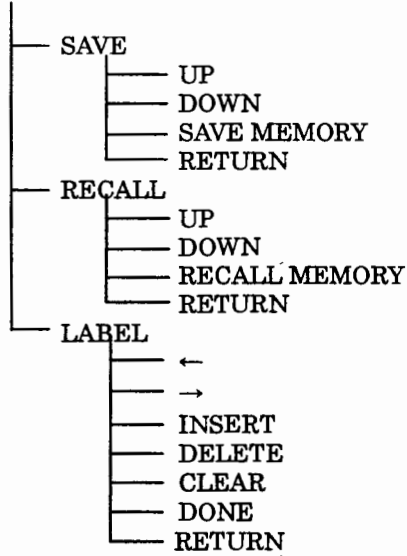 SAVE
UP
DOWN
SAVE MEMORY
RETURN
RECALL
UP
DOWN
RECALL MEMORY
RETURN
LABEL
←
→
INSERT
DELETE
CLEAR
DONE
RETURN